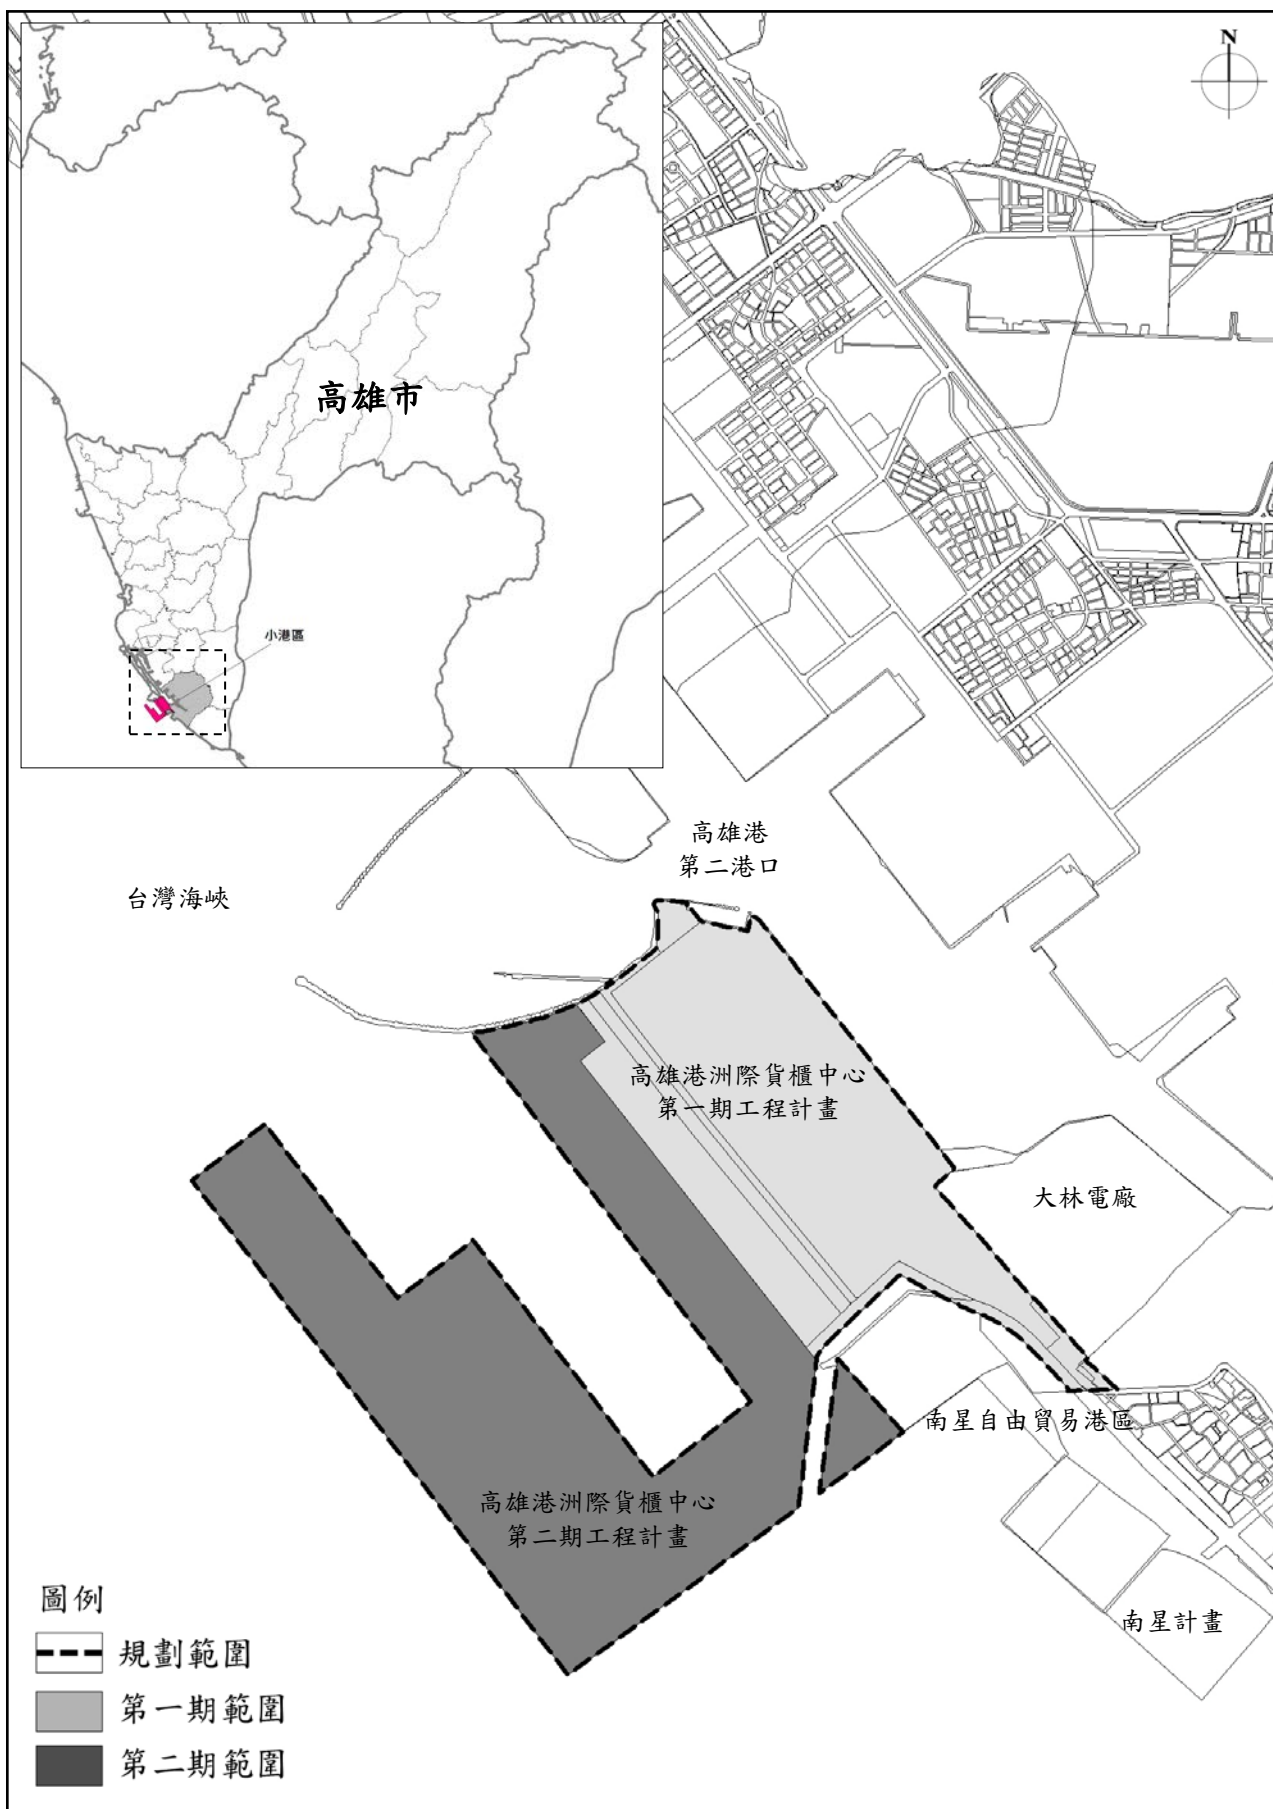 N
高雄市
小港區
高雄港
第二港口
台灣海峽
高雄港洲際貨櫃中心
第一期工程計畫
大林電廠
南星自由貿易港區
高雄港洲際貨櫃中心
第二期工程計畫
南星計畫
圖例
規劃範圍
第一期範圍
第二期範圍